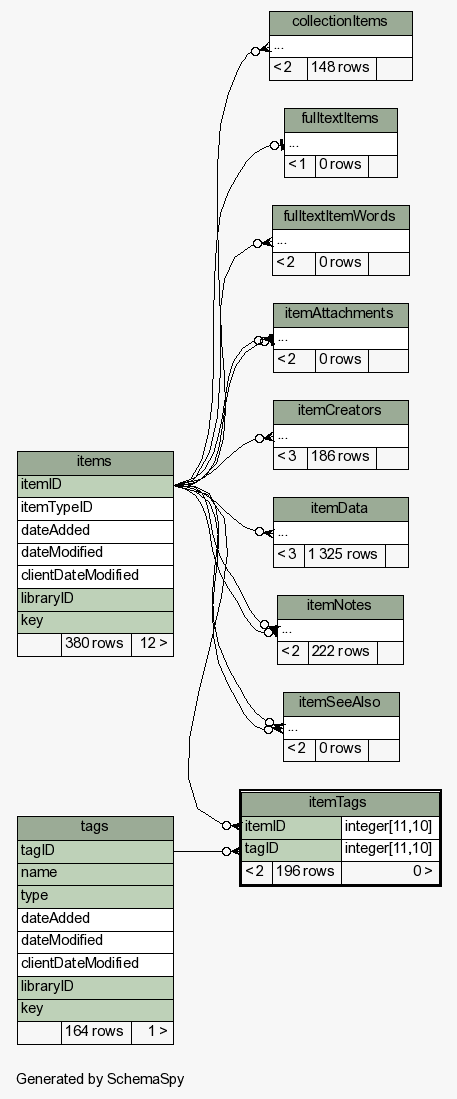 collectionItems
...
< 2 148 rows
fulltextItems
...
< 1 0 rows
fulltextItemWords
...
< 2 0 rows
itemAttachments
...
< 2 0 rows
itemCreators
...
< 3 186 rows
itemData
...
< 3 1 325 rows
itemNotes
...
< 2 222 rows
itemSeeAlso
...
< 2 0 rows
items
itemID
itemTypeID
dateAdded
dateModified
clientDateModified
libraryID
key
380 rows 12 >
itemTags
itemID integer[11,10]
tagID integer[11,10]
< 2 196 rows 0 >
tags
tagID
name
type
dateAdded
dateModified
clientDateModified
libraryID
key
164 rows 1 >
Generated by SchemaSpy